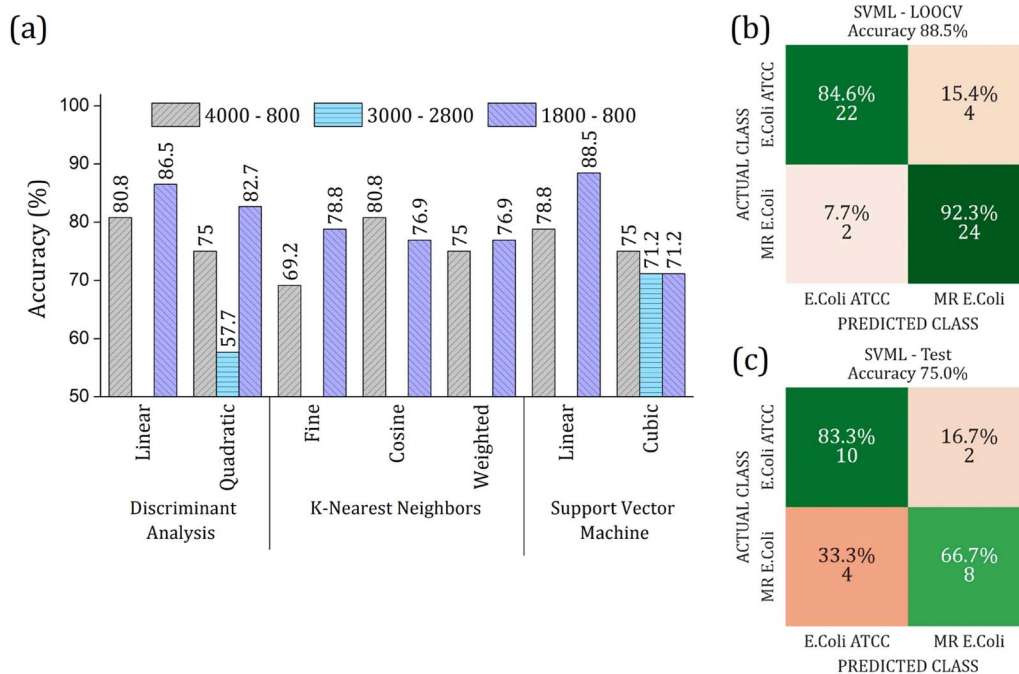 (a)
4000 - 800
3000 - 2800
1800 - 800
Accuracy (%)
100
90
80
70
60
50
80.8
86.5
75
57.7
82.7
69.2
78.8
80.8
76.9
75
76.9
78.8
88.5
75
71.2
71.2
Linear
Quadratic
Fine
Cosine
Weighted
Linear
Cubic
Discriminant
Analysis
K-Nearest Neighbors
Support Vector
Machine
(b)
SVML - LOOCV
Accuracy 88.5%
ACTUAL CLASS
E.Coli ATCC
MR E.Coli
84.6%
22
15.4%
4
7.7%
2
92.3%
24
E.Coli ATCC
MR E.Coli
PREDICTED CLASS
(c)
SVML - Test
Accuracy 75.0%
ACTUAL CLASS
E.Coli ATCC
MR E.Coli
83.3%
10
16.7%
2
33.3%
4
66.7%
8
E.Coli ATCC
MR E.Coli
PREDICTED CLASS